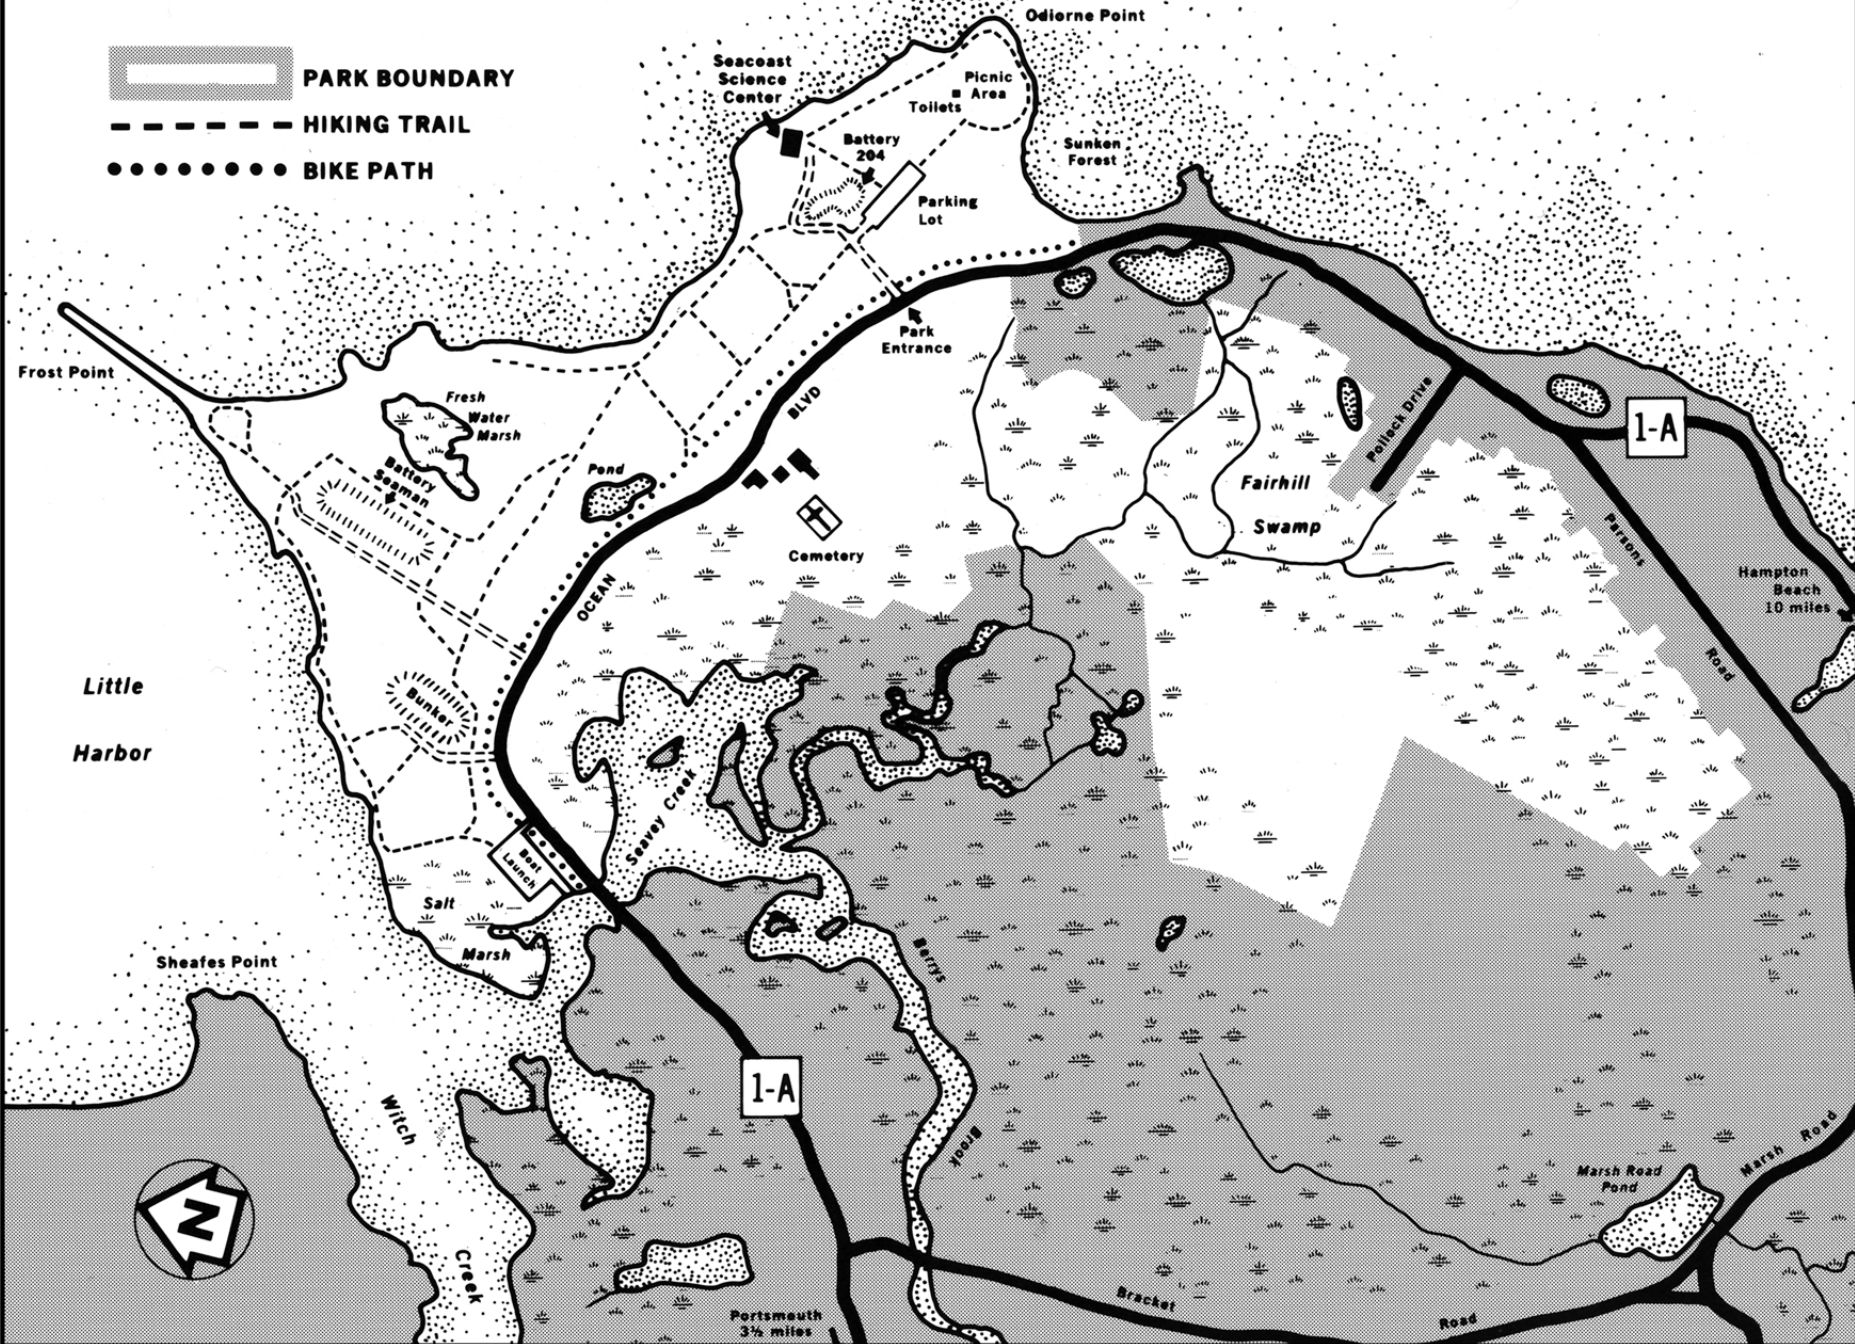 Odiorne Point
PARK BOUNDARY
HIKING TRAIL
BIKE PATH
Seacoast
Science
Center
Picnic
Area
Toilets
Battery
204
Sunken
Forest
Parking
Lot
Park
Entrance
Frost Point
Fresh
Water
Marsh
Battery
Seaman
Pond
OCEAN
BLVD
Cemetery
Pollock Drive
1-A
Fairhill
Swamp
Parsons
Road
Hampton
Beach
10 miles
Little
Harbor
Bunker
Seavey Creek
Boat
Launch
Salt
Marsh
Sheafes Point
Berrys
Brook
Witch
Creek
1-A
N
Marsh Road
Marsh Road
Pond
Bracket
Road
Portsmouth
3½ miles